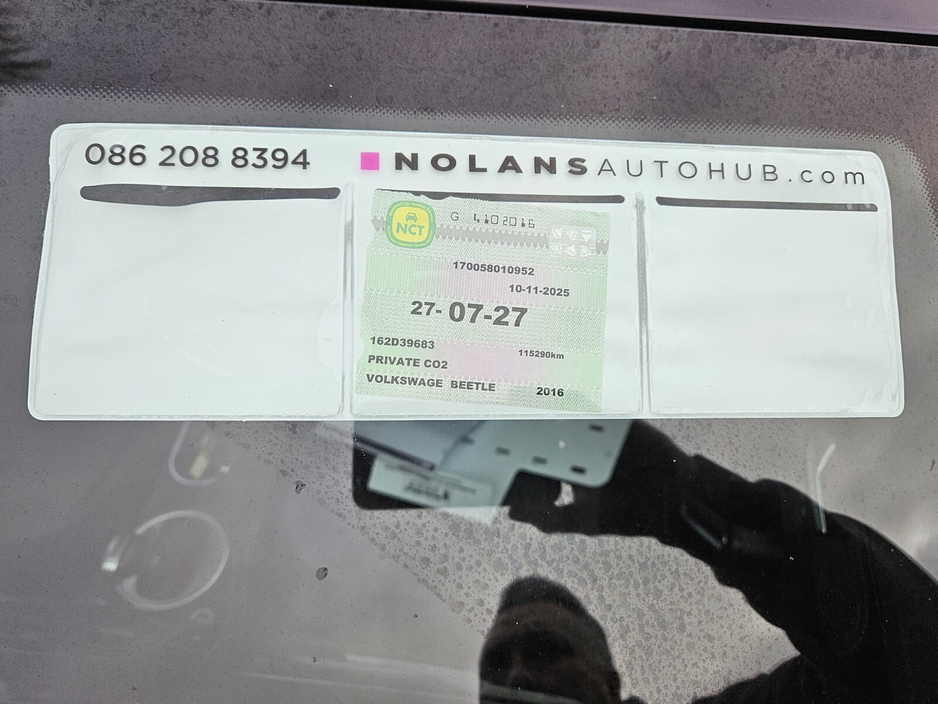 086 208 8394
NOLANSAUTOHUB.com
NCT
G 4102016
170058010952
10-11-2025
27-07-27
162D39683
115290km
PRIVATE CO2
VOLKSWAGE BEETLE 2016